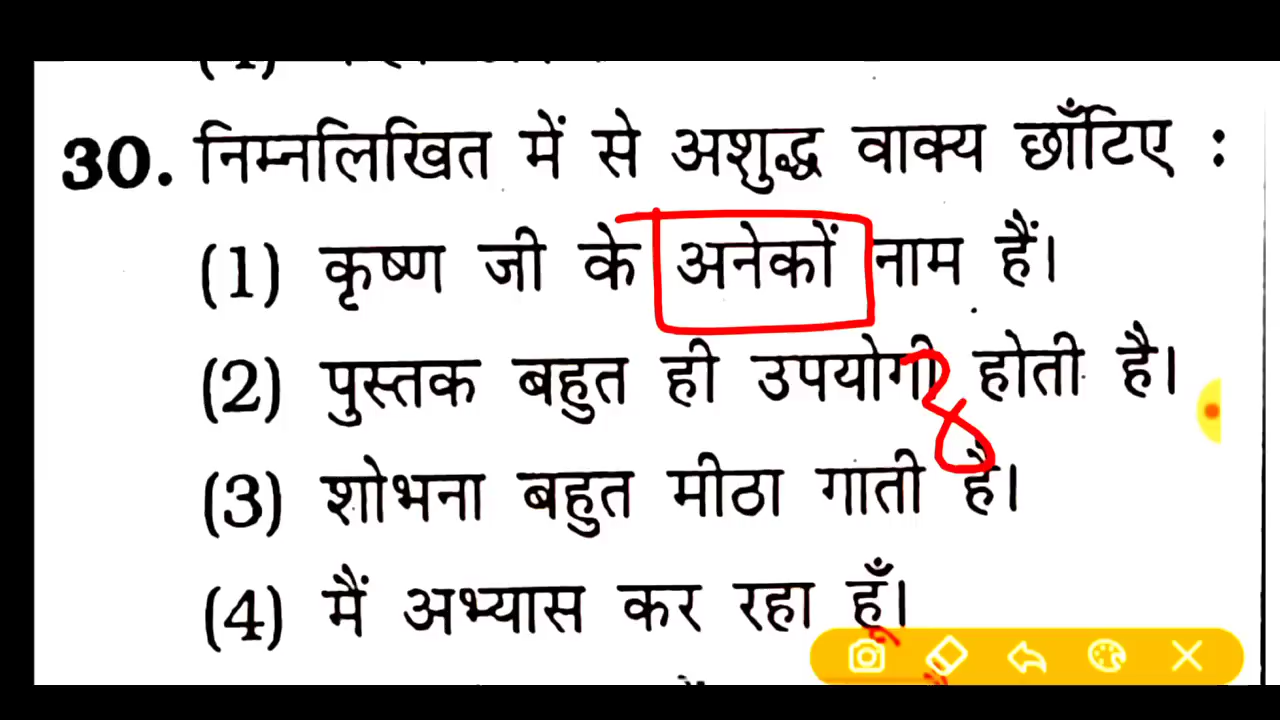 30. निम्नलिखित में से अशुद्ध वाक्य छाँटिए :
(1) कृष्ण जी के अनेकों नाम हैं।
(2) पुस्तक बहुत ही उपयोगी होती है।
(3) शोभना बहुत मीठा गाती है।
(4) मैं अभ्यास कर रहा हूँ।